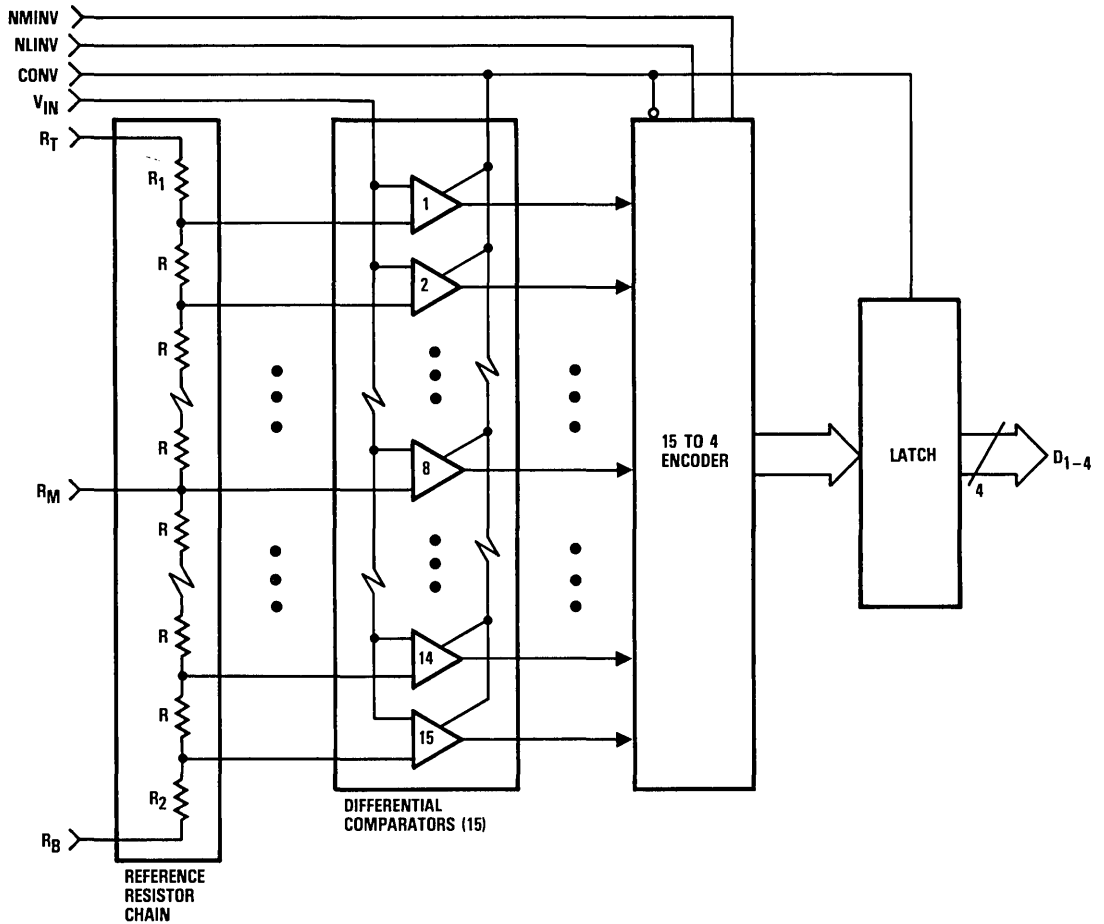 NMINV
NLINV
CONV
VIN
RT
R1
1
R
2
R
R
8
15 TO 4
ENCODER
LATCH
D1–4
4
RM
R
R
14
R
15
R2
RB
DIFFERENTIAL
COMPARATORS (15)
REFERENCE
RESISTOR
CHAIN